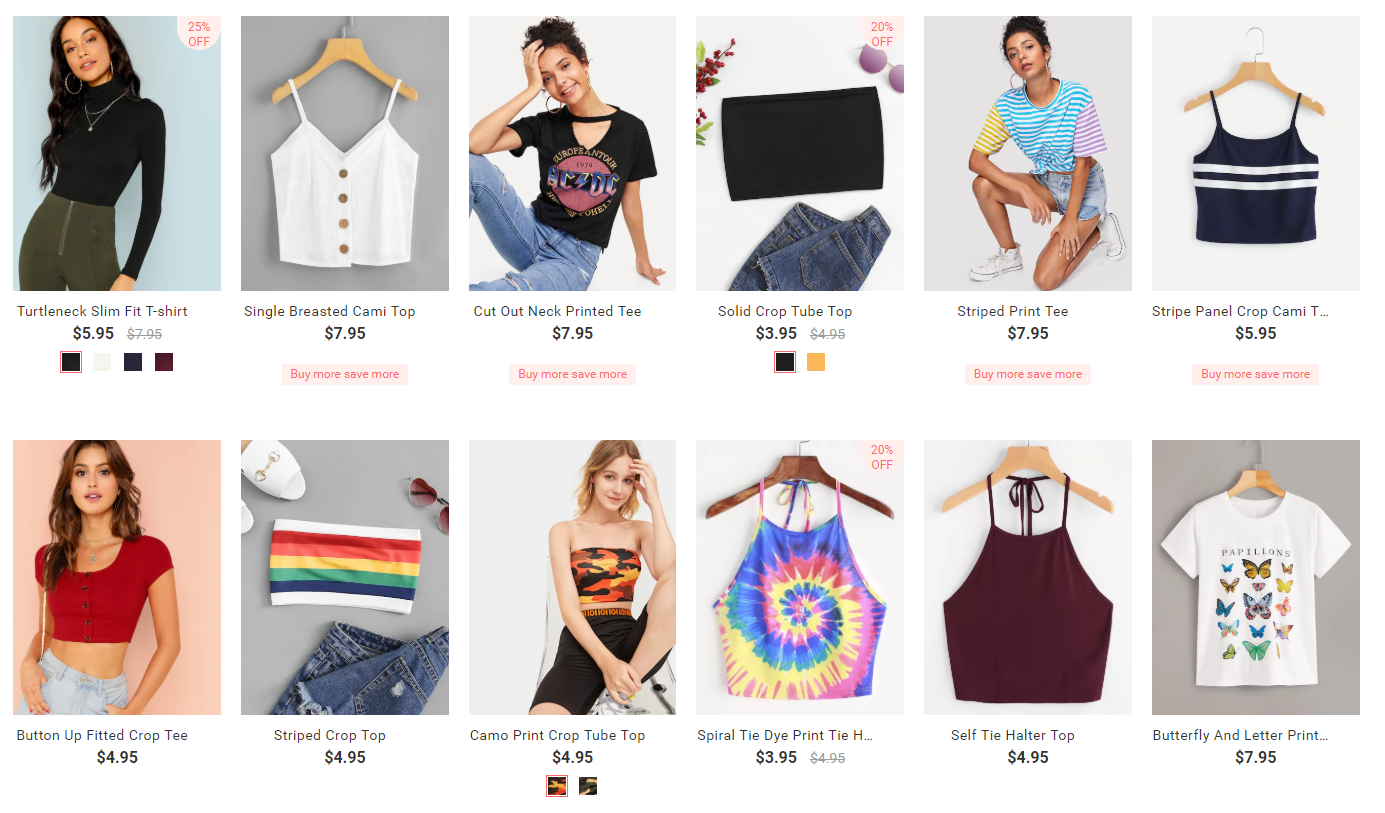 25%
OFF
20%
OFF
EUROPEAN TOUR
1979
AC DC
Turtleneck Slim Fit T-shirt
Single Breasted Cami Top
Cut Out Neck Printed Tee
Solid Crop Tube Top
Striped Print Tee
Stripe Panel Crop Cami T...
$5.95 $7.95
$7.95
$7.95
$3.95 $4.95
$7.95
$5.95
Buy more save more
Buy more save more
Buy more save more
Buy more save more
20%
OFF
PAPILLONS
Button Up Fitted Crop Tee
Striped Crop Top
Camo Print Crop Tube Top
Spiral Tie Dye Print Tie H...
Self Tie Halter Top
Butterfly And Letter Print...
$4.95
$4.95
$4.95
$3.95 $4.95
$4.95
$7.95